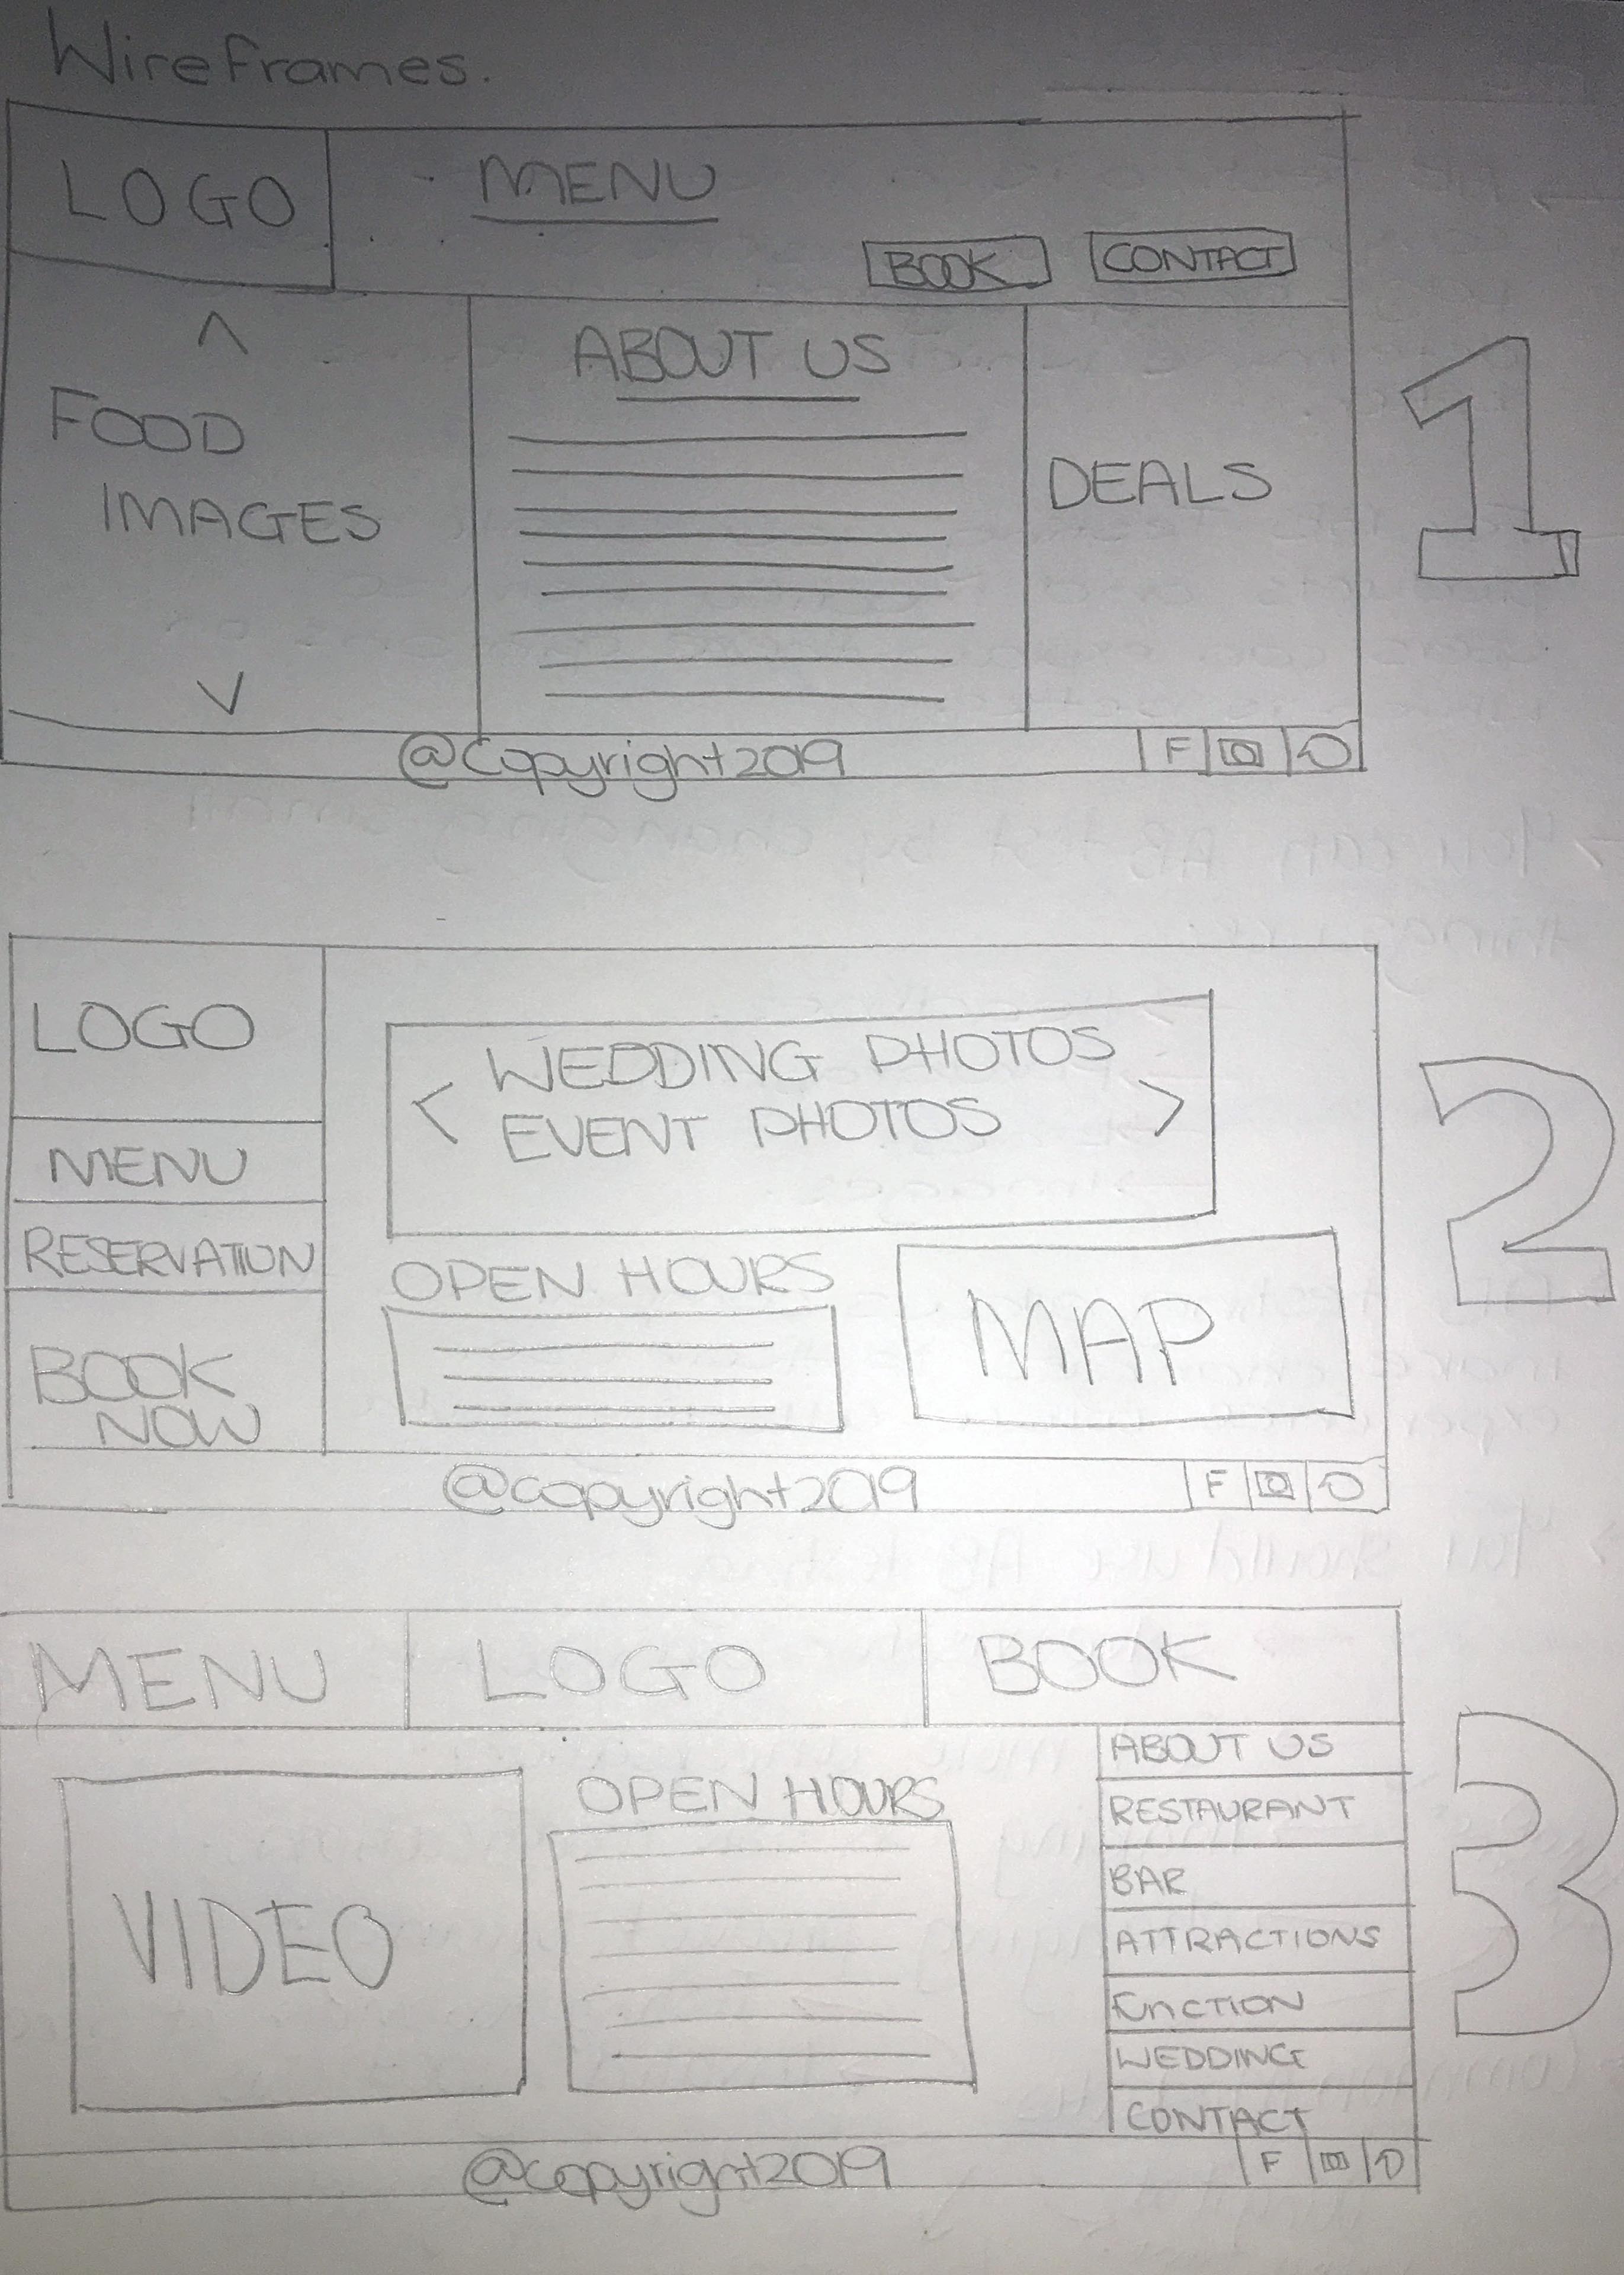 Wireframes.
LOGO
MENU
BOOK
CONTACT
FOOD
IMAGES
ABOUT US
DEALS
1
@Copyright2019
F
LOGO
MENU
RESERVATION
BOOK
NOW
WEDDING PHOTOS
EVENT PHOTOS
OPEN HOURS
MAP
2
@copyright2019
F
MENU
LOGO
BOOK
VIDEO
OPEN HOURS
ABOUT US
RESTAURANT
BAR
ATTRACTIONS
FUNCTION
WEDDING
CONTACT
3
@copyright2019
F